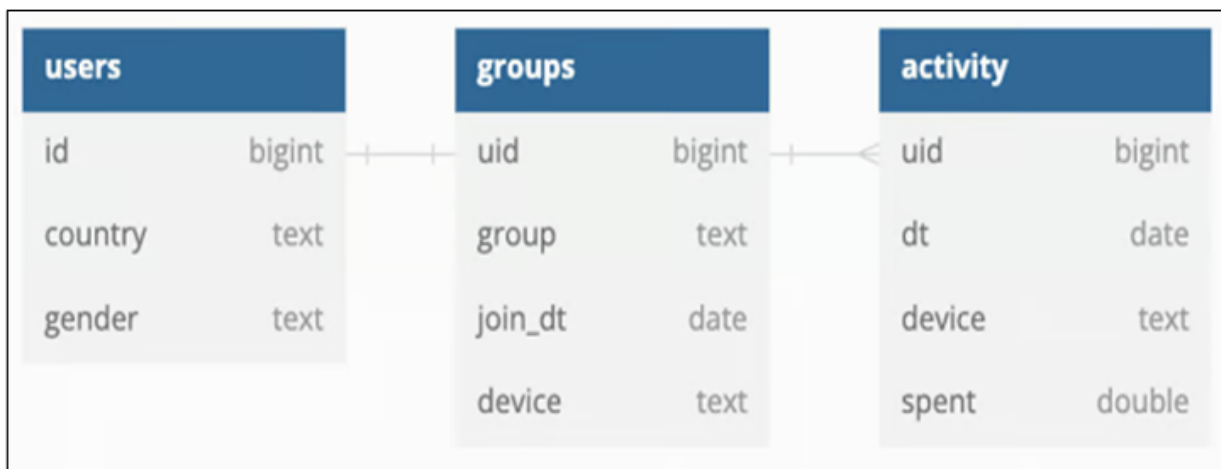 users
id bigint
country text
gender text
groups
uid bigint
group text
join_dt date
device text
activity
uid bigint
dt date
device text
spent double